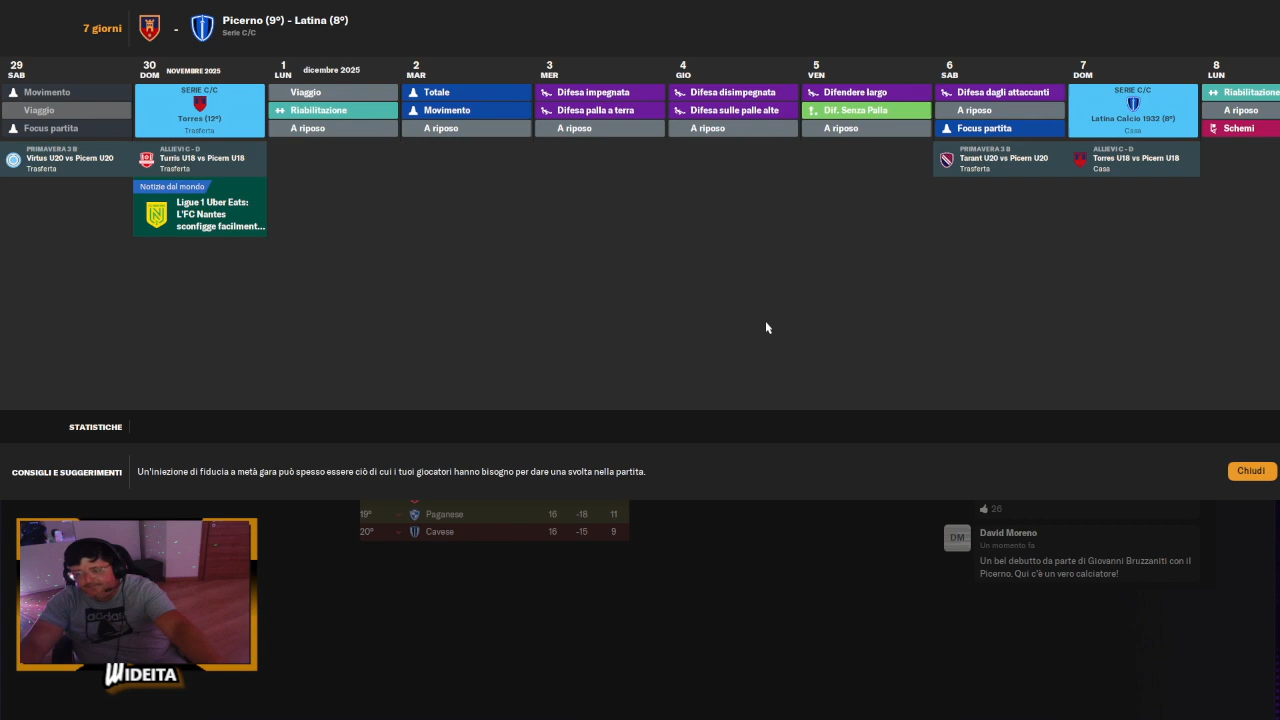 7 giorni
Picerno (9º) - Latina (8º)
Serie C/C
29
SAB
30
DOM
NOVEMBRE 2025
1
LUN
dicembre 2025
2
MAR
3
MER
4
GIO
5
VEN
6
SAB
7
DOM
8
LUN
Movimento
Viaggio
Focus partita
SERIE C/C
Torres (12º)
Trasferta
Viaggio
Riabilitazione
A riposo
Totale
Movimento
A riposo
Difesa impegnata
Difesa palla a terra
A riposo
Difesa disimpegnata
Difesa sulle palle alte
A riposo
Difendere largo
Dif. Senza Palla
A riposo
Difesa dagli attaccanti
A riposo
Focus partita
SERIE C/C
Latina Calcio 1932 (8º)
Casa
Riabilitazione
A riposo
Schemi
PRIMAVERA 3 B
Virtus U20 vs Picern U20
Trasferta
ALLIEVI C - D
Turris U18 vs Picern U18
Trasferta
PRIMAVERA 3 B
Tarant U20 vs Picern U20
Trasferta
ALLIEVI C - D
Torres U18 vs Picern U18
Casa
Notizie dal mondo
Ligue 1 Uber Eats:
L'FC Nantes
sconfigge facilment...
STATISTICHE
CONSIGLI E SUGGERIMENTI
Un'iniezione di fiducia a metà gara può spesso essere ciò di cui i tuoi giocatori hanno bisogno per dare una svolta nella partita.
Chiudi
19º Paganese 16 -18 11
20º Cavese 16 -15 9
26
DM
David Moreno
Un momento fa
Un bel debutto da parte di Giovanni Bruzzaniti con il
Picerno. Qui c'è un vero calciatore!
adidas
WIDEITA